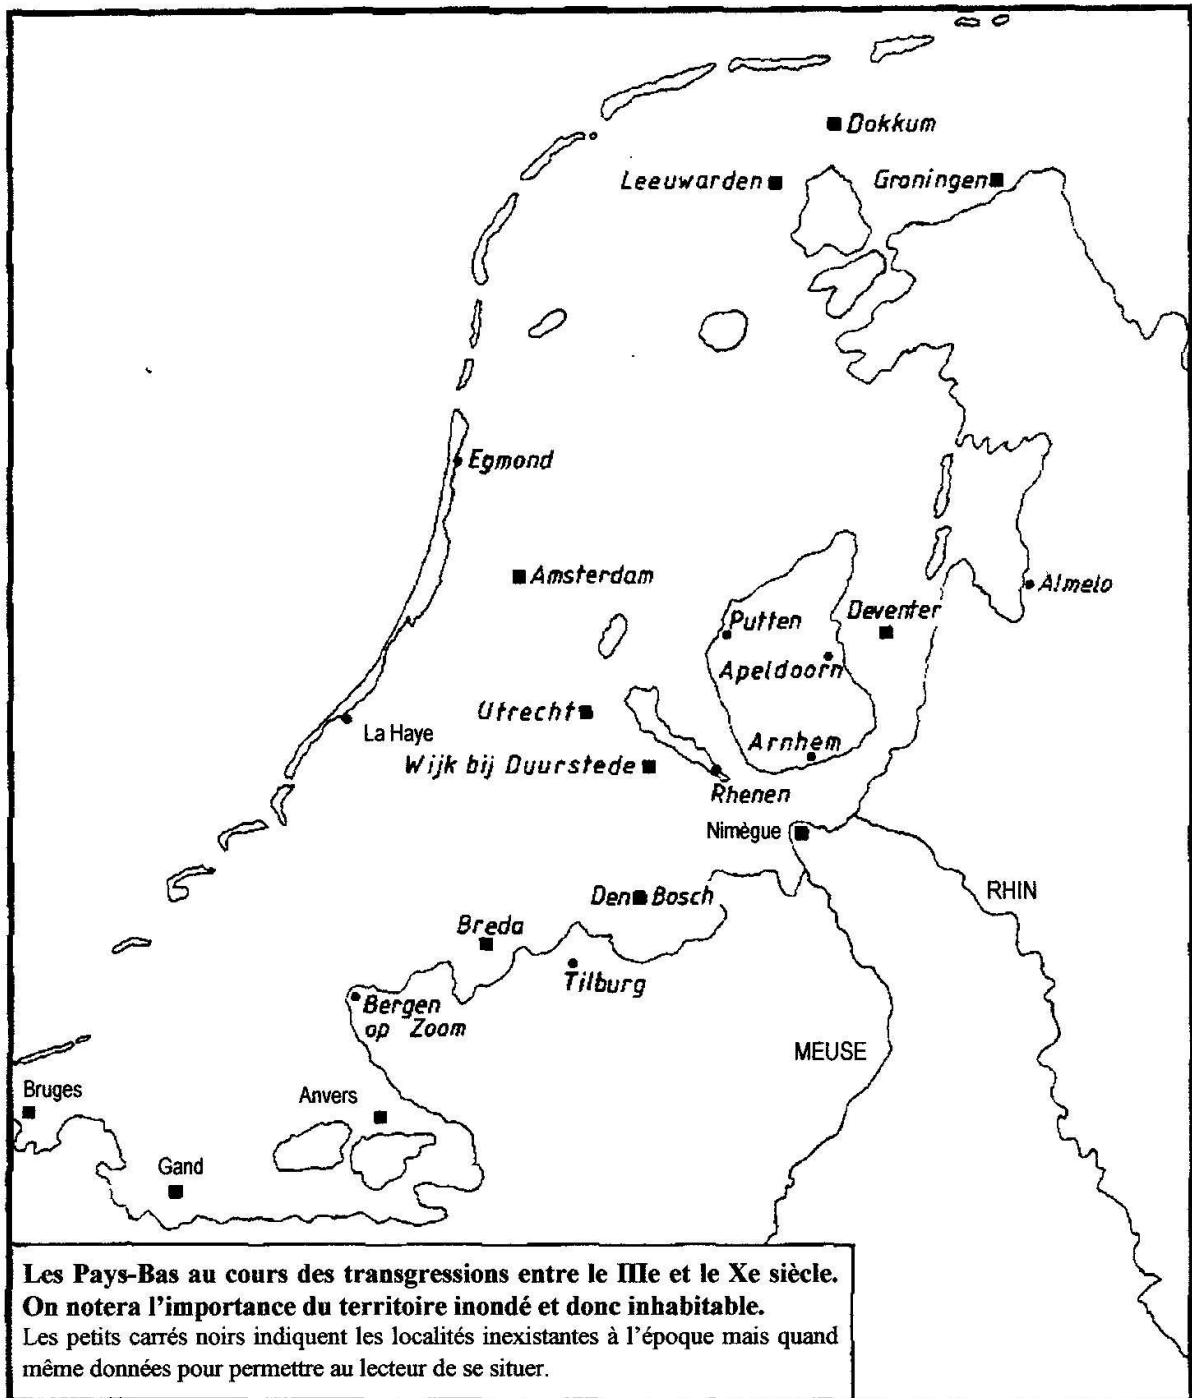 Dokkum
Leeuwarden
Groningen
Egmond
Amsterdam
Almelo
Putten
Deventer
Apeldoorn
Utrecht
La Haye
Arnhem
Wijk bij Duurstede
Rhenen
Nimègue
RHIN
Den Bosch
Breda
Tilburg
Bergen
op Zoom
MEUSE
Bruges
Anvers
Gand
Les Pays-Bas au cours des transgressions entre le IIIe et le Xe siècle.
On notera l'importance du territoire inondé et donc inhabitable.
Les petits carrés noirs indiquent les localités inexistantes à l'époque mais quand
même données pour permettre au lecteur de se situer.